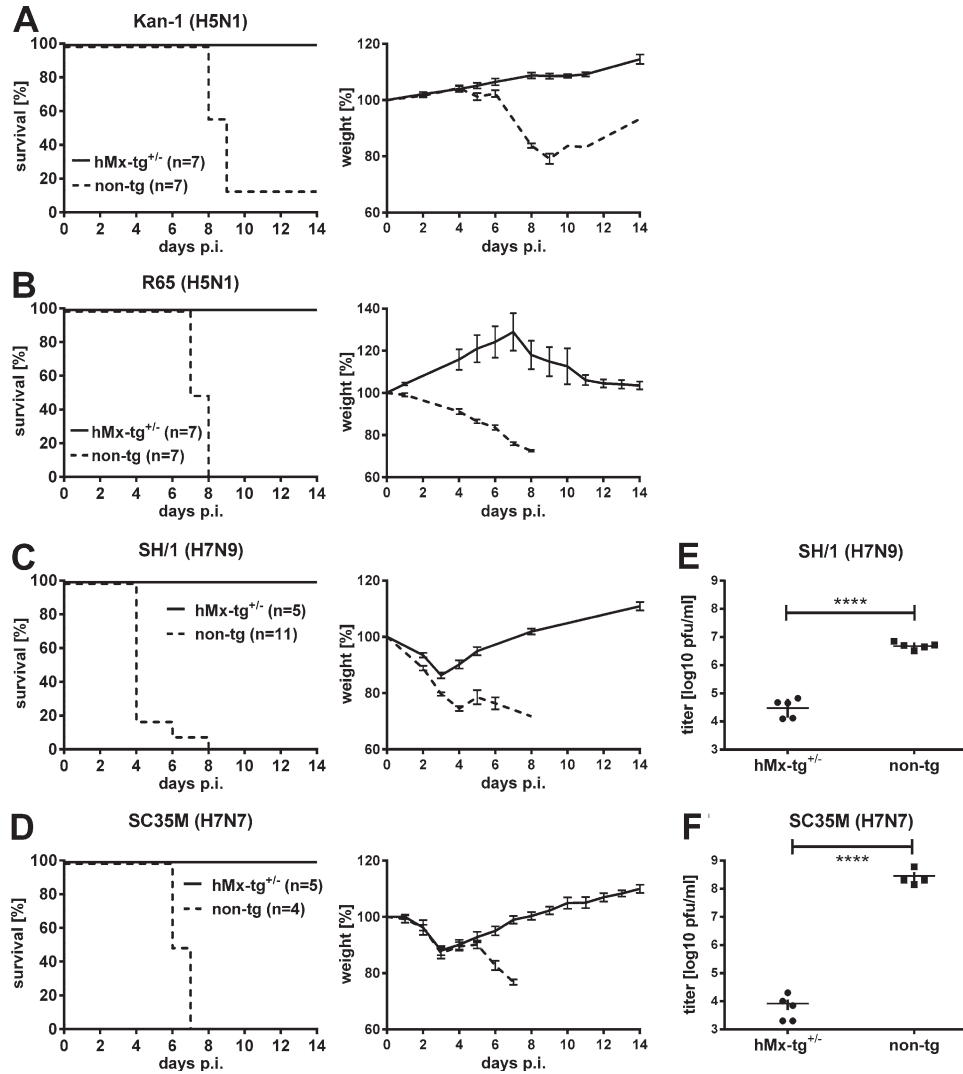 A
Kan-1 (H5N1)
survival [%]
100
80
60
40
20
0
hMx-tg+/- (n=7)
non-tg (n=7)
0 2 4 6 8 10 12 14
days p.i.
weight [%]
120
100
80
60
0 2 4 6 8 10 12 14
days p.i.
B
R65 (H5N1)
survival [%]
100
80
60
40
20
0
hMx-tg+/- (n=7)
non-tg (n=7)
0 2 4 6 8 10 12 14
days p.i.
weight [%]
140
120
100
80
60
0 2 4 6 8 10 12 14
days p.i.
C
SH/1 (H7N9)
survival [%]
100
80
60
40
20
0
hMx-tg+/- (n=5)
non-tg (n=11)
0 2 4 6 8 10 12 14
days p.i.
weight [%]
120
100
80
60
0 2 4 6 8 10 12 14
days p.i.
E
SH/1 (H7N9)
titer [log10 pfu/ml]
9
8
7
6
5
4
3
****
hMx-tg+/- non-tg
D
SC35M (H7N7)
survival [%]
100
80
60
40
20
0
hMx-tg+/- (n=5)
non-tg (n=4)
0 2 4 6 8 10 12 14
days p.i.
weight [%]
120
100
80
60
0 2 4 6 8 10 12 14
days p.i.
F
SC35M (H7N7)
titer [log10 pfu/ml]
9
8
7
6
5
4
3
****
hMx-tg+/- non-tg